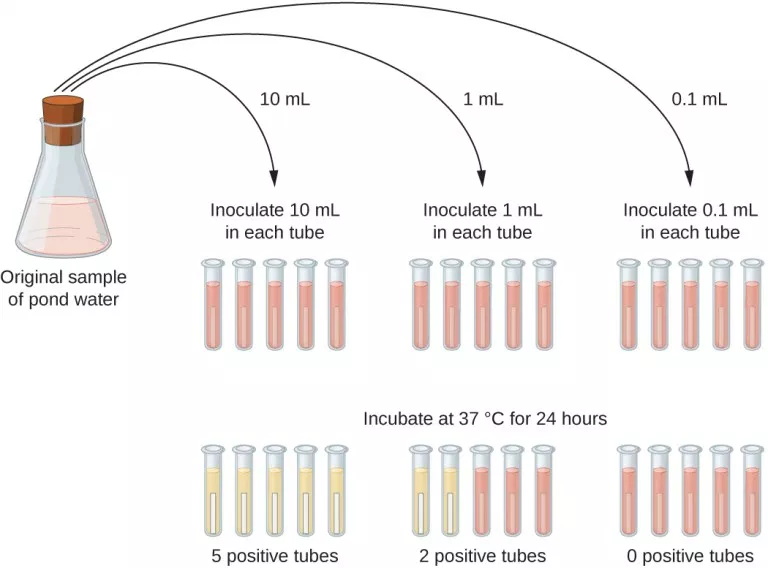 10 mL
1 mL
0.1 mL
Inoculate 10 mL
in each tube
Inoculate 1 mL
in each tube
Inoculate 0.1 mL
in each tube
Original sample
of pond water
Incubate at 37 °C for 24 hours
5 positive tubes
2 positive tubes
0 positive tubes